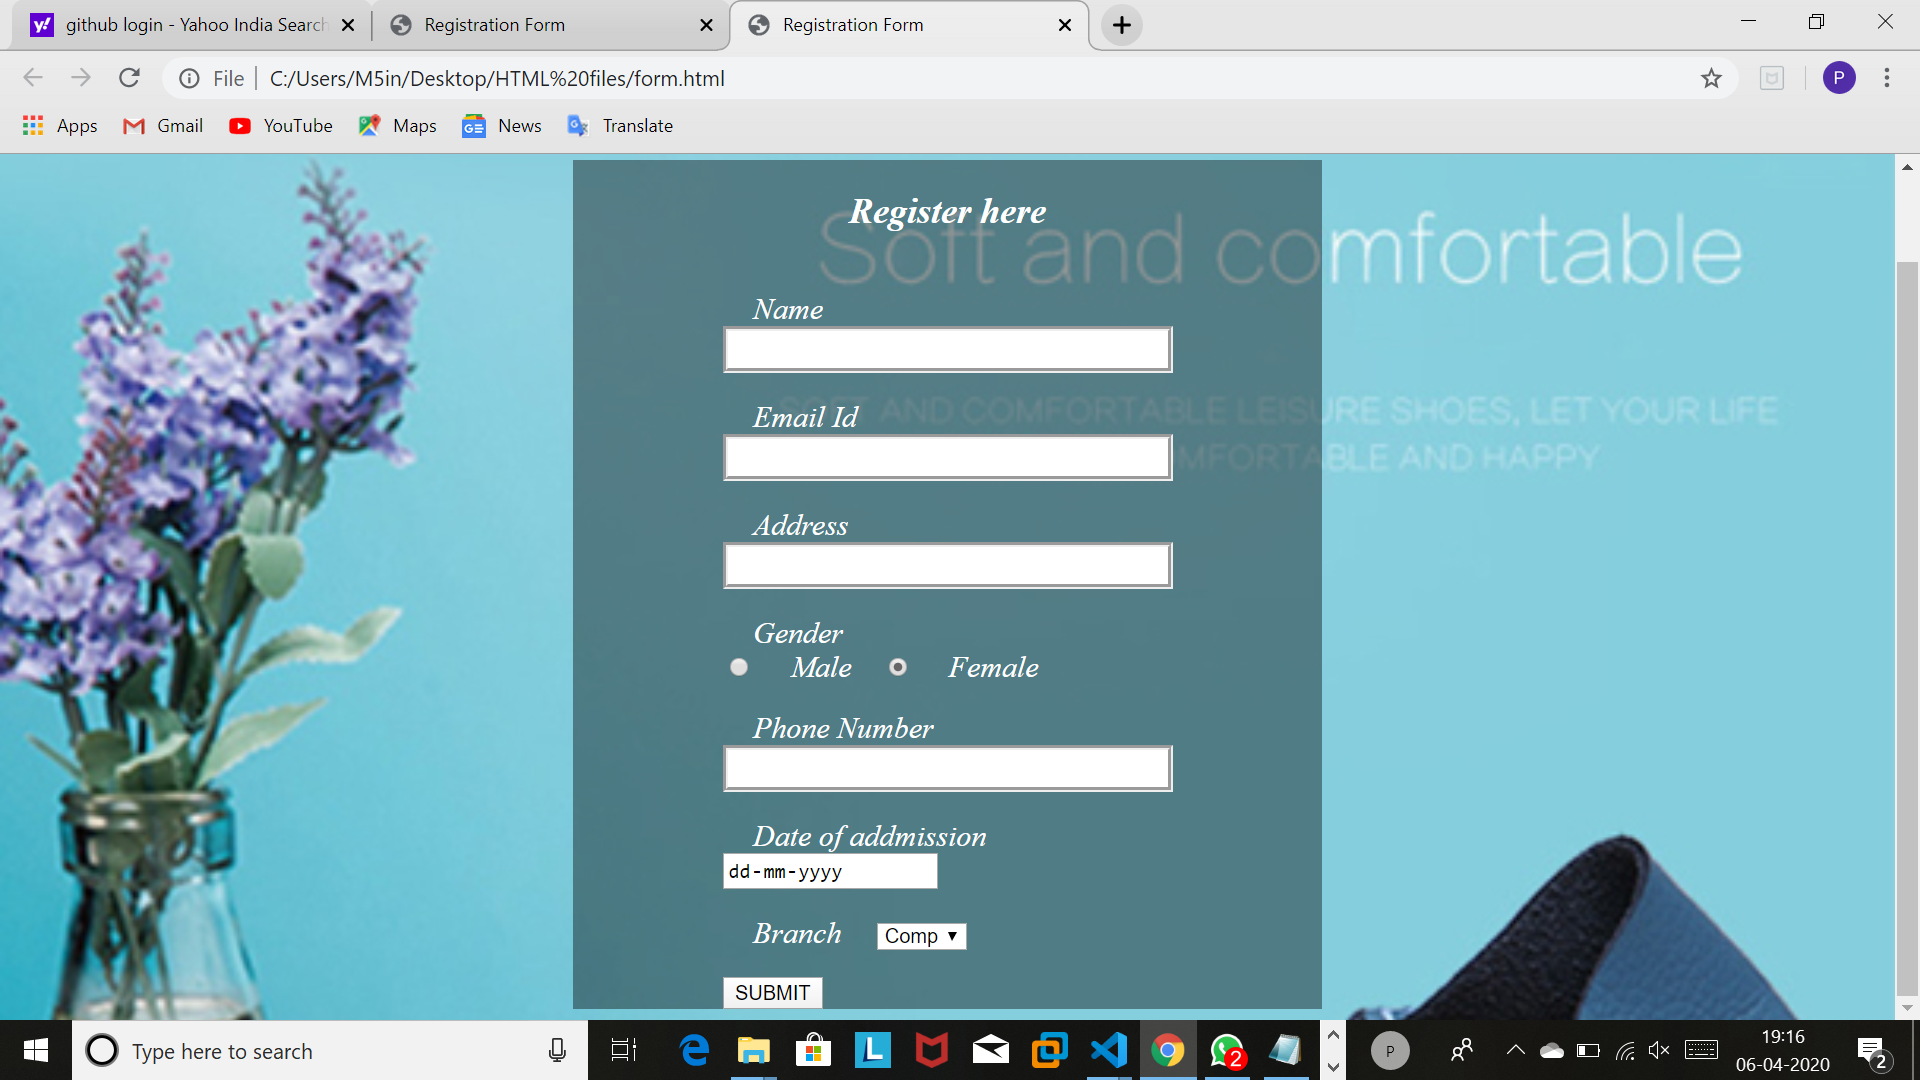 github login - Yahoo India Search
Registration Form
Registration Form
File
C:/Users/M5in/Desktop/HTML%20files/form.html
P
Apps
Gmail
YouTube
Maps
News
Translate
Register here
Soft and comfortable
Name
AND COMFORTABLE LEISURE SHOES, LET YOUR LIFE
Email Id
MFORTABLE AND HAPPY
Address
Gender
Male
Female
Phone Number
Date of addmission
dd-mm-yyyy
Branch
Comp
SUBMIT
Type here to search
L
2
P
19:16
06-04-2020
2